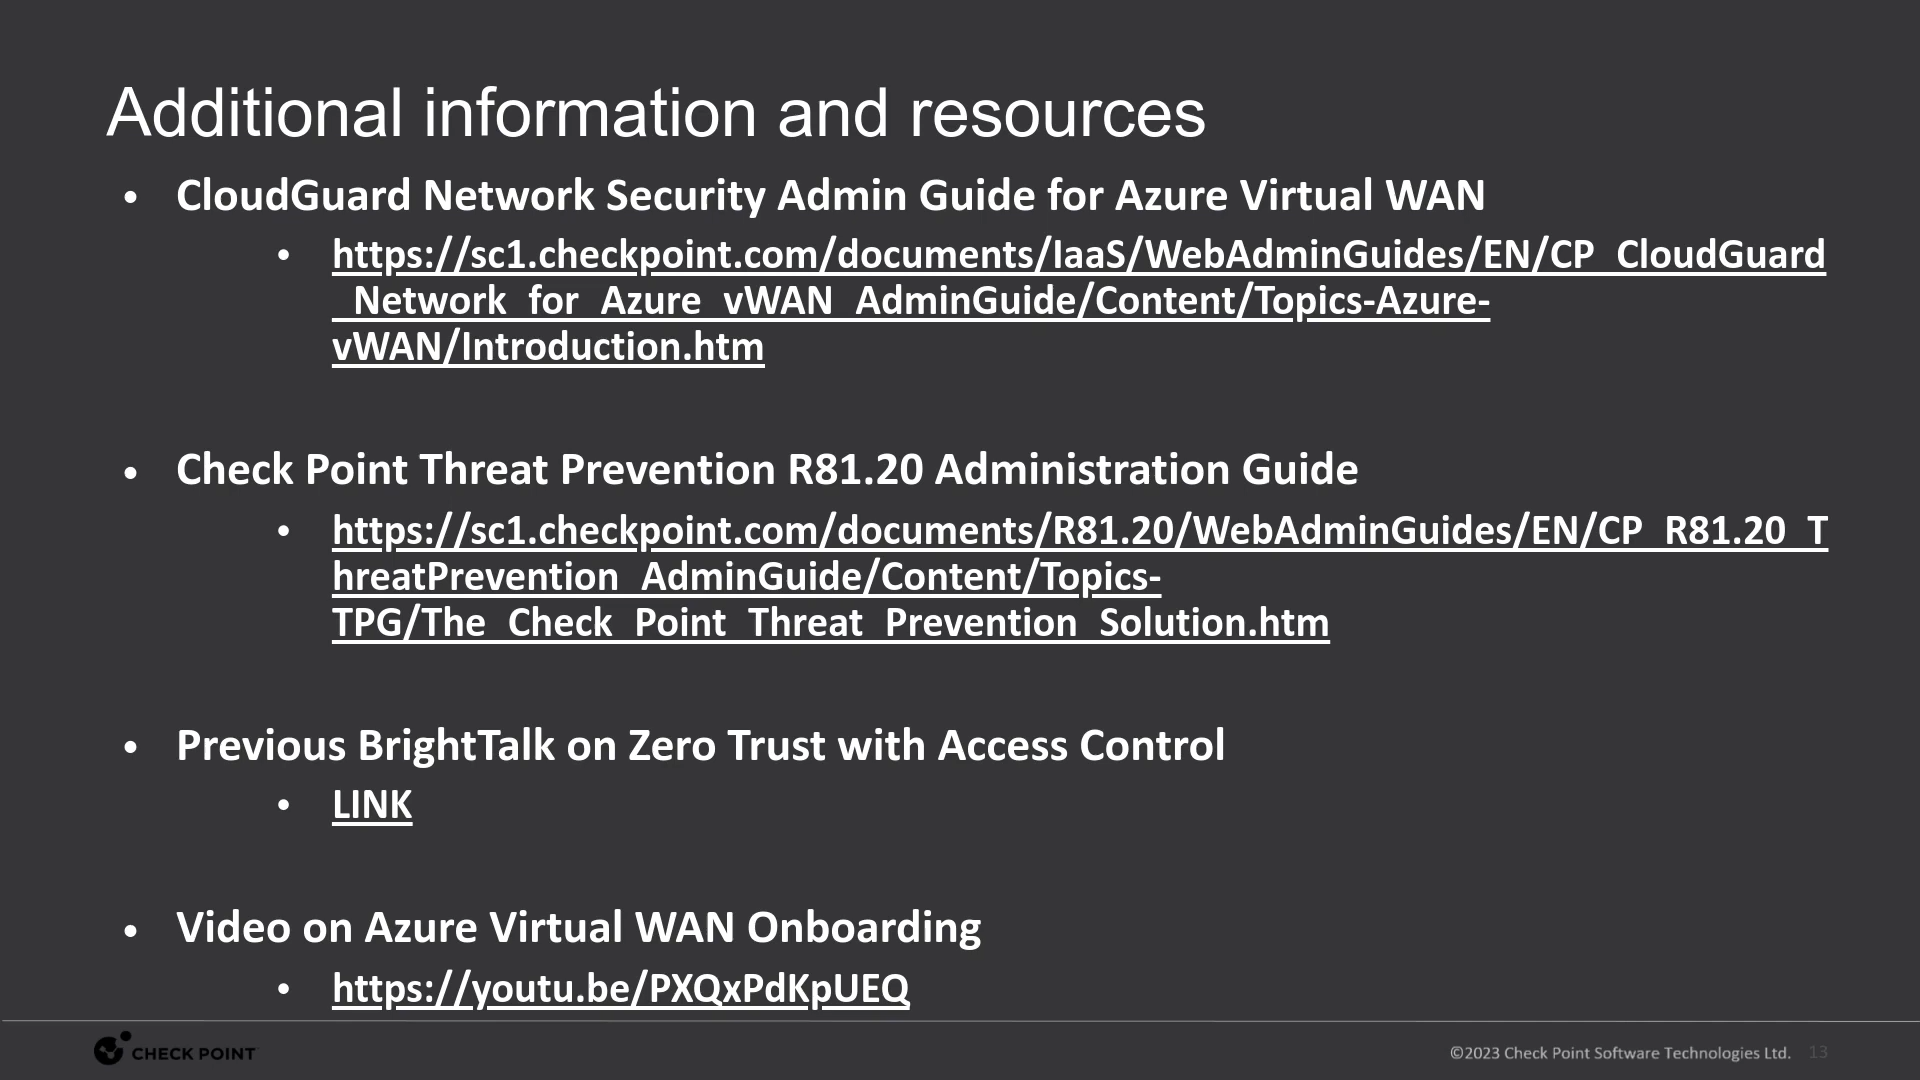 Additional information and resources
• CloudGuard Network Security Admin Guide for Azure Virtual WAN
• https://sc1.checkpoint.com/documents/IaaS/WebAdminGuides/EN/CP_CloudGuard
_Network_for_Azure_vWAN_AdminGuide/Content/Topics-Azure-
vWAN/Introduction.htm
• Check Point Threat Prevention R81.20 Administration Guide
• https://sc1.checkpoint.com/documents/R81.20/WebAdminGuides/EN/CP_R81.20_T
hreatPrevention_AdminGuide/Content/Topics-
TPG/The_Check_Point_Threat_Prevention_Solution.htm
• Previous BrightTalk on Zero Trust with Access Control
• LINK
• Video on Azure Virtual WAN Onboarding
• https://youtu.be/PXQxPdKpUEQ
CHECK POINT
©2023 Check Point Software Technologies Ltd. 13